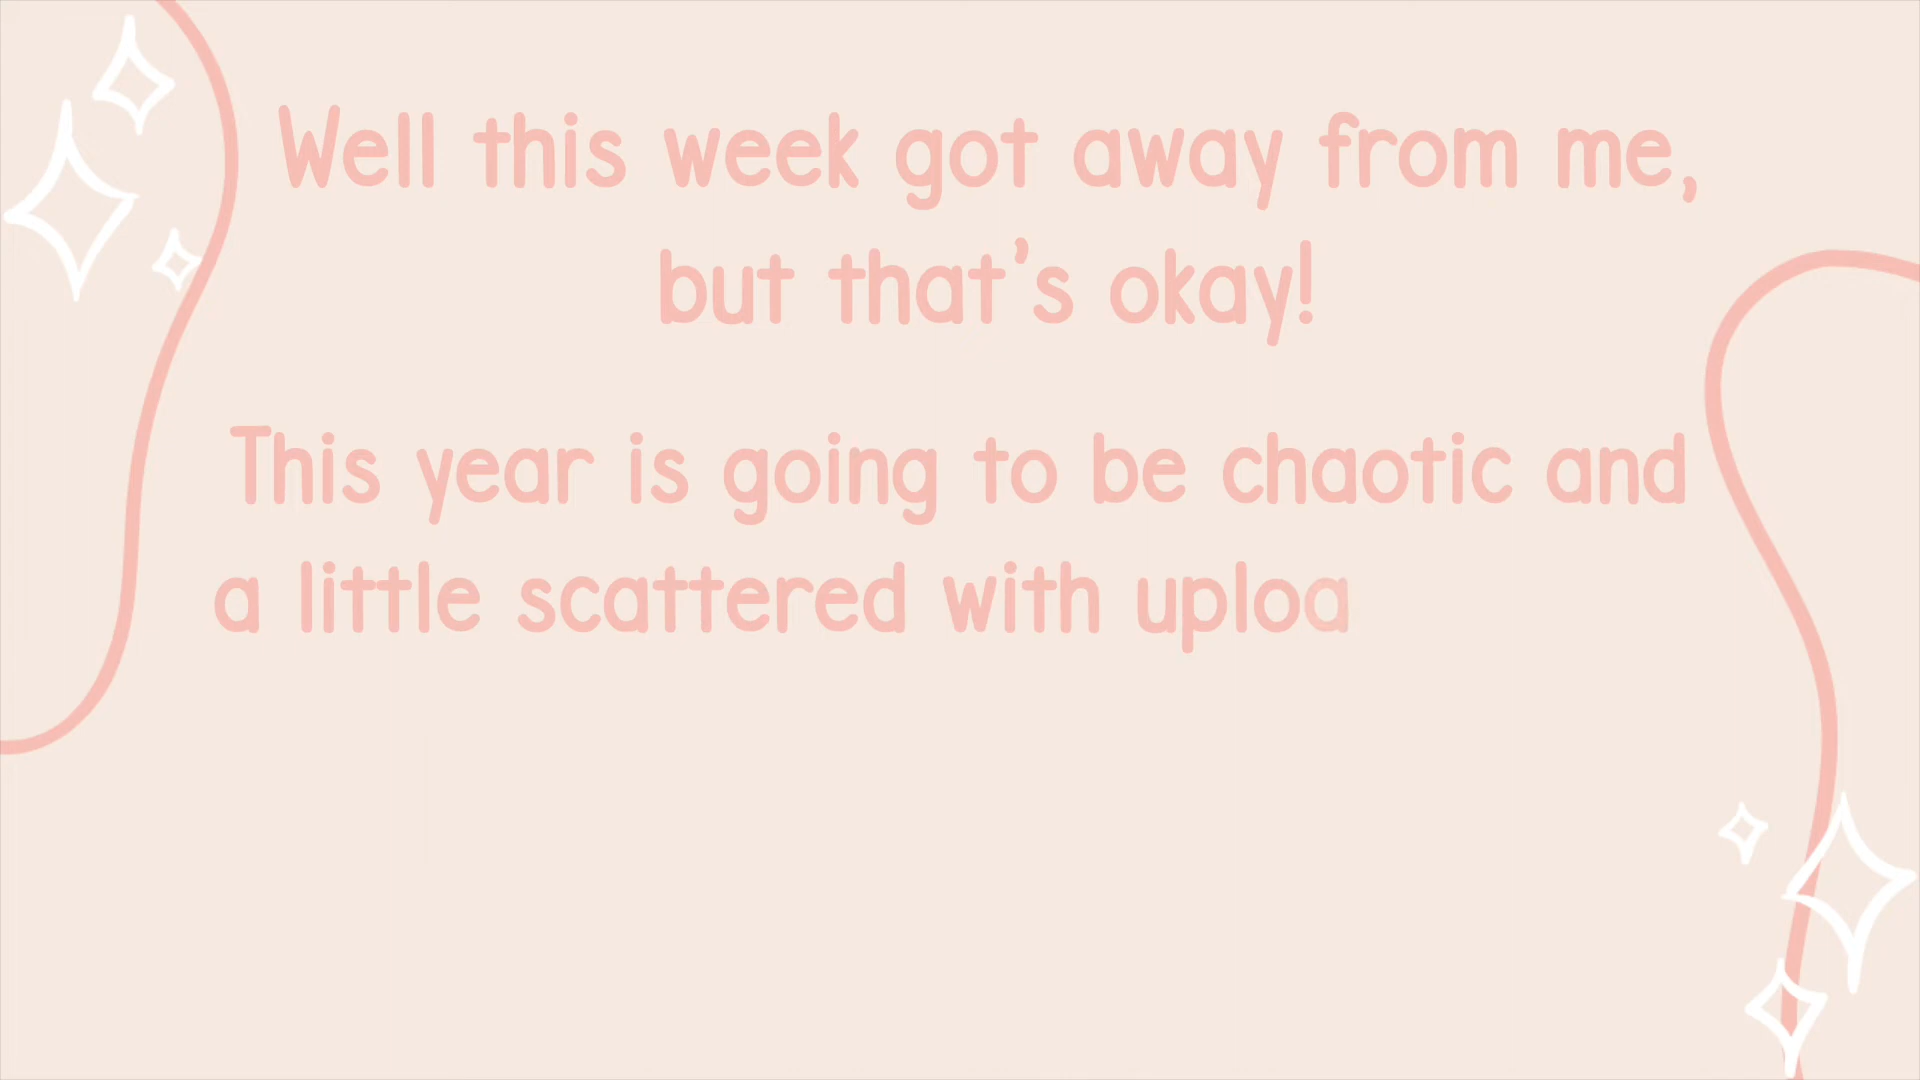 Well this week got away from me,
but that's okay!
This year is going to be chaotic and
a little scattered with uploa